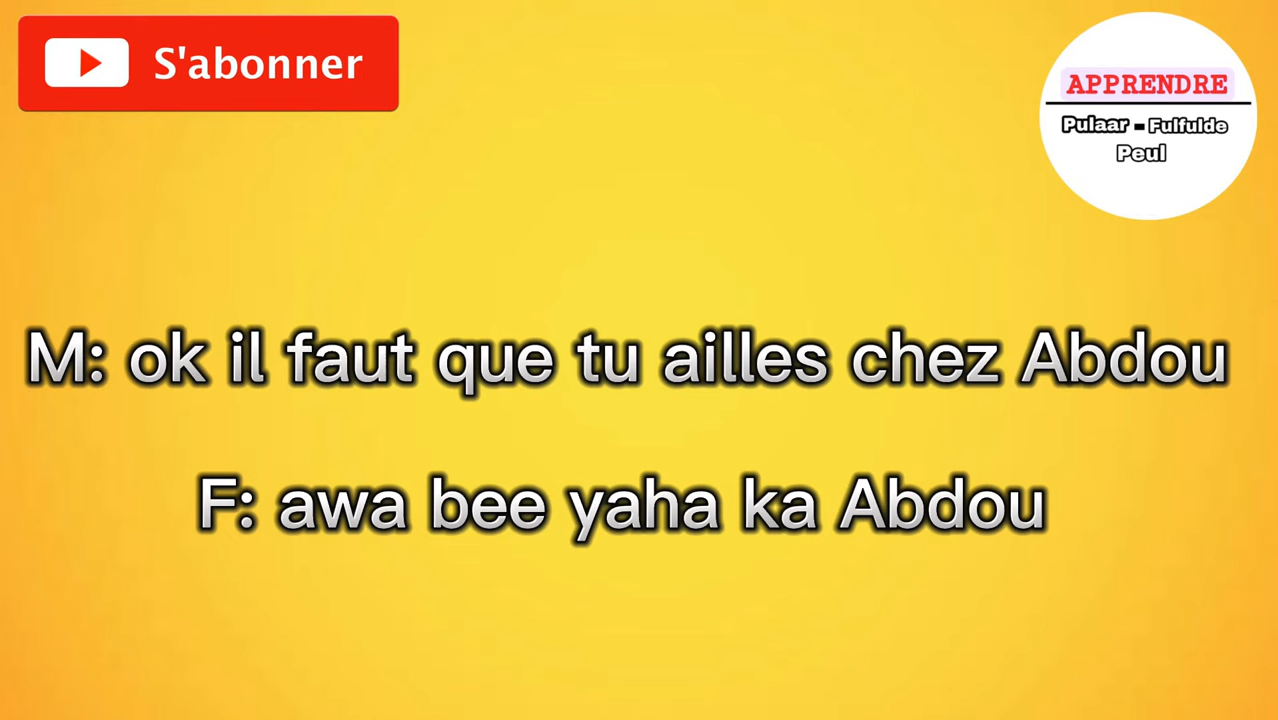 S'abonner
APPRENDRE
Pulaar - Fulfulde
Peul
M: ok il faut que tu ailles chez Abdou
F: awa bee yaha ka Abdou